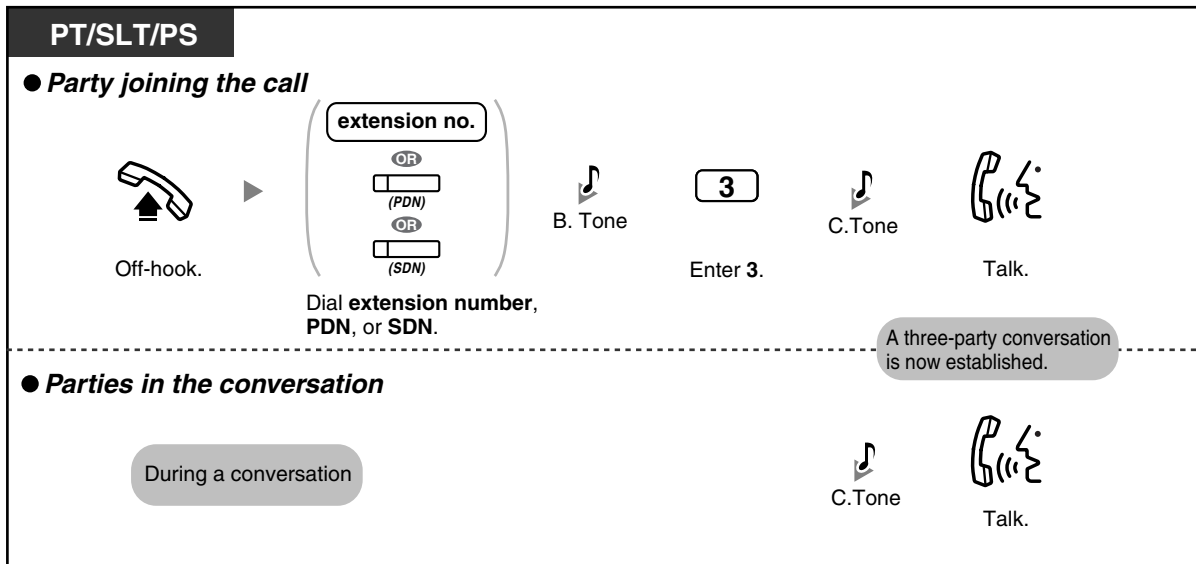 PT/SLT/PS
● Party joining the call
extension no.
OR
(PDN)
OR
(SDN)
B. Tone
3
C.Tone
Off-hook.
Dial extension number,
PDN, or SDN.
Enter 3.
Talk.
A three-party conversation
is now established.
● Parties in the conversation
During a conversation
C.Tone
Talk.